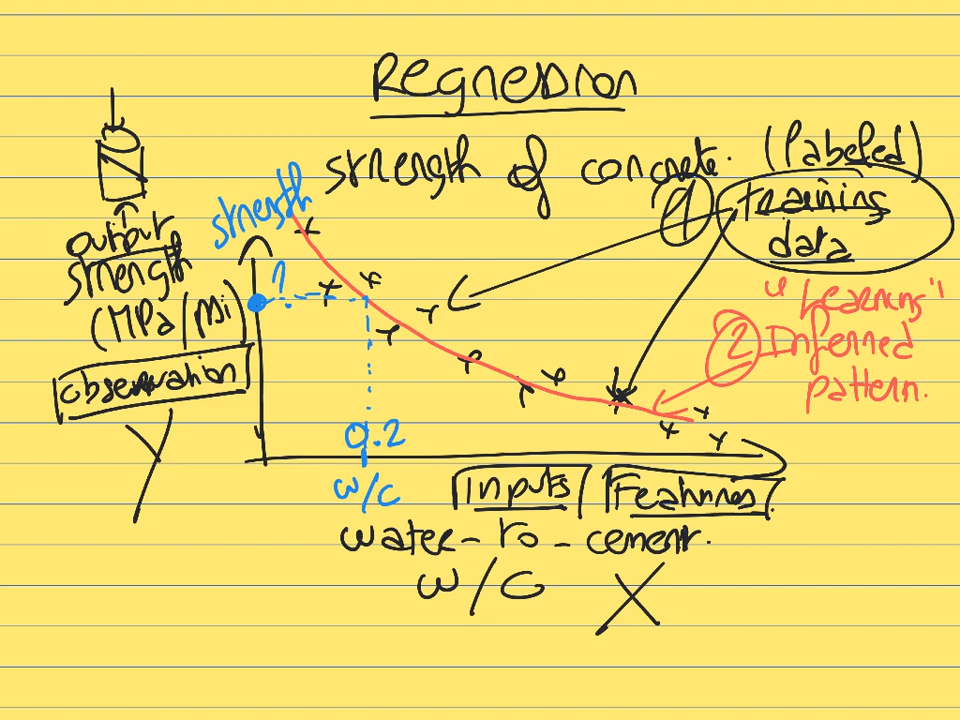 Regression
strength of concrete.
(labeled)
training
data
1
strength
output
strength
(MPa/psi)
observation
Y
?
"Learning"
2 Inferred
pattern.
0.2
w/c
Inputs/Features
water-to-cement.
w/c X